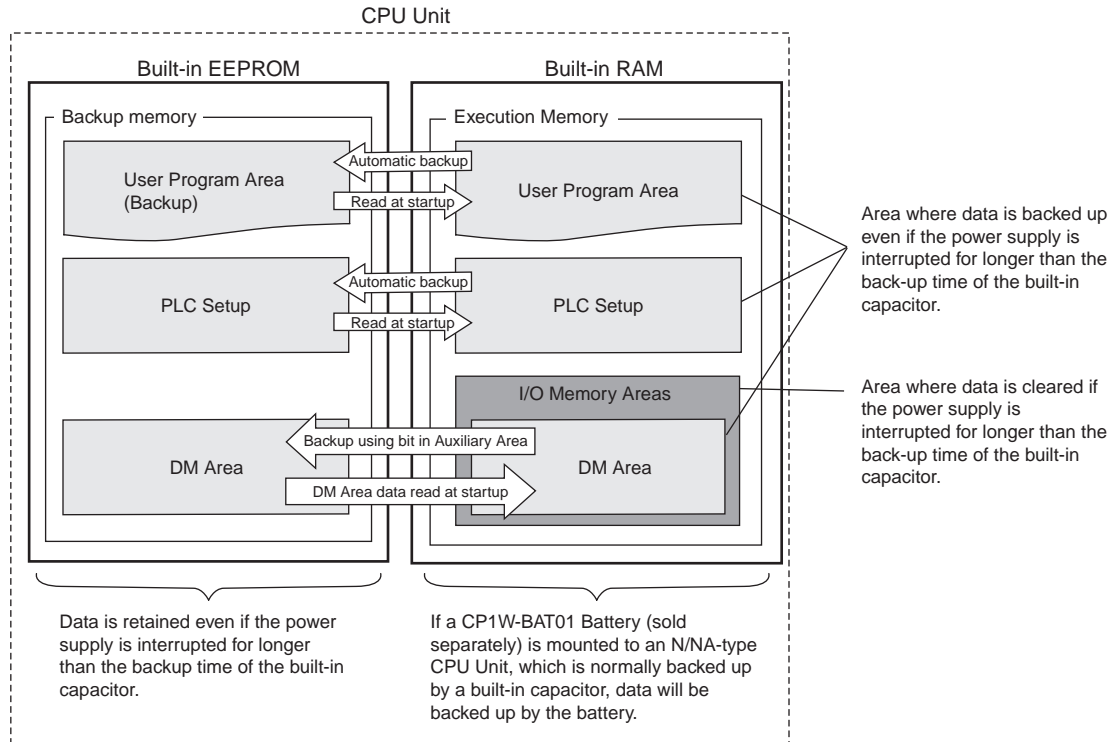 CPU Unit
Built-in EEPROM
Built-in RAM
Backup memory
Execution Memory
User Program Area
(Backup)
Automatic backup
Read at startup
User Program Area
PLC Setup
Automatic backup
Read at startup
PLC Setup
I/O Memory Areas
DM Area
Backup using bit in Auxiliary Area
DM Area data read at startup
DM Area
Area where data is backed up
even if the power supply is
interrupted for longer than the
back-up time of the built-in
capacitor.
Area where data is cleared if
the power supply is
interrupted for longer than the
back-up time of the built-in
capacitor.
Data is retained even if the power
supply is interrupted for longer
than the backup time of the built-in
capacitor.
If a CP1W-BAT01 Battery (sold
separately) is mounted to an N/NA-type
CPU Unit, which is normally backed up
by a built-in capacitor, data will be
backed up by the battery.